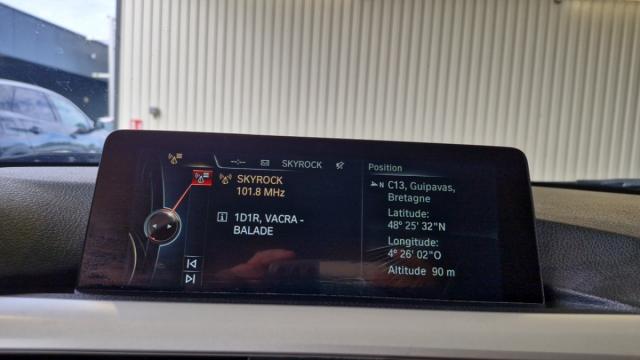 -:-- SKYROCK
SKYROCK
101.8 MHz
1D1R, VACRA -
BALADE
Position
N C13, Guipavas,
Bretagne
Latitude:
48° 25' 32"N
Longitude:
4° 26' 02"O
Altitude 90 m